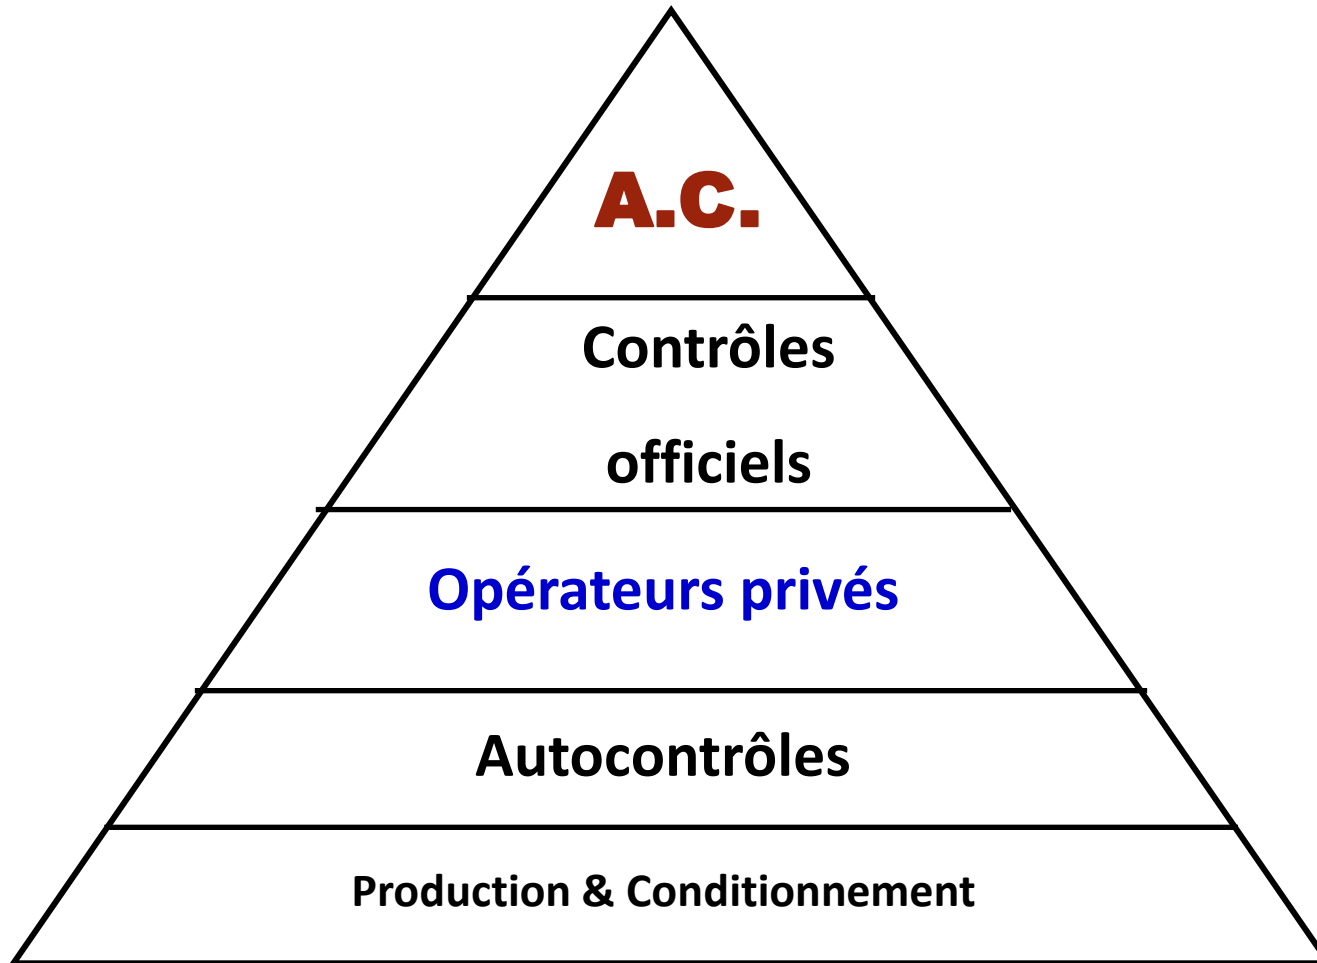 A.C.
Contrôles
officiels
Opérateurs privés
Autocontrôles
Production & Conditionnement